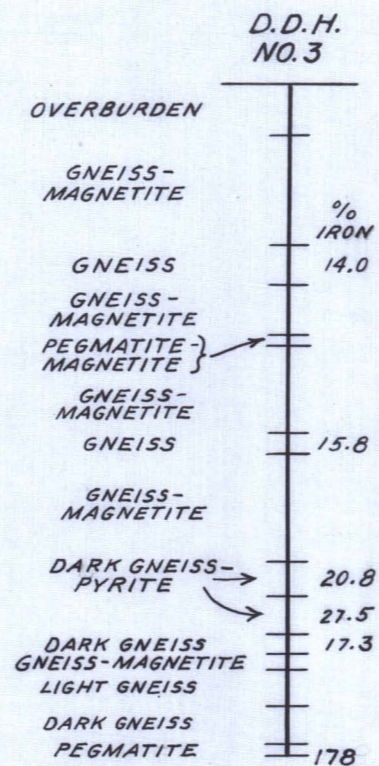 D.D.H.
NO. 3
OVERBURDEN
GNEISS-
MAGNETITE
%
IRON
GNEISS 14.0
GNEISS-
MAGNETITE
PEGMATITE-
MAGNETITE
GNEISS-
MAGNETITE
GNEISS 15.8
GNEISS-
MAGNETITE
DARK GNEISS-
PYRITE 20.8
27.5
DARK GNEISS 17.3
GNEISS-MAGNETITE
LIGHT GNEISS
DARK GNEISS
PEGMATITE 178